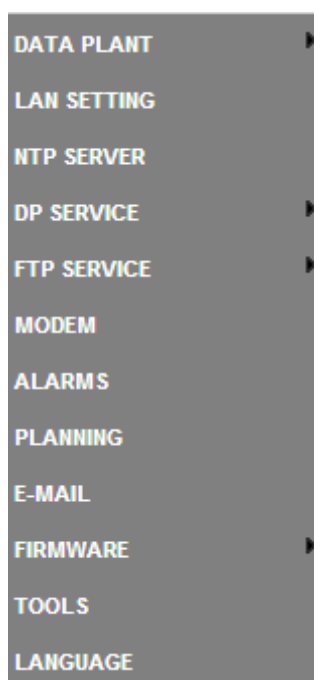 DATA PLANT
LAN SETTING
NTP SERVER
DP SERVICE
FTP SERVICE
MODEM
ALARMS
PLANNING
E-MAIL
FIRMWARE
TOOLS
LANGUAGE